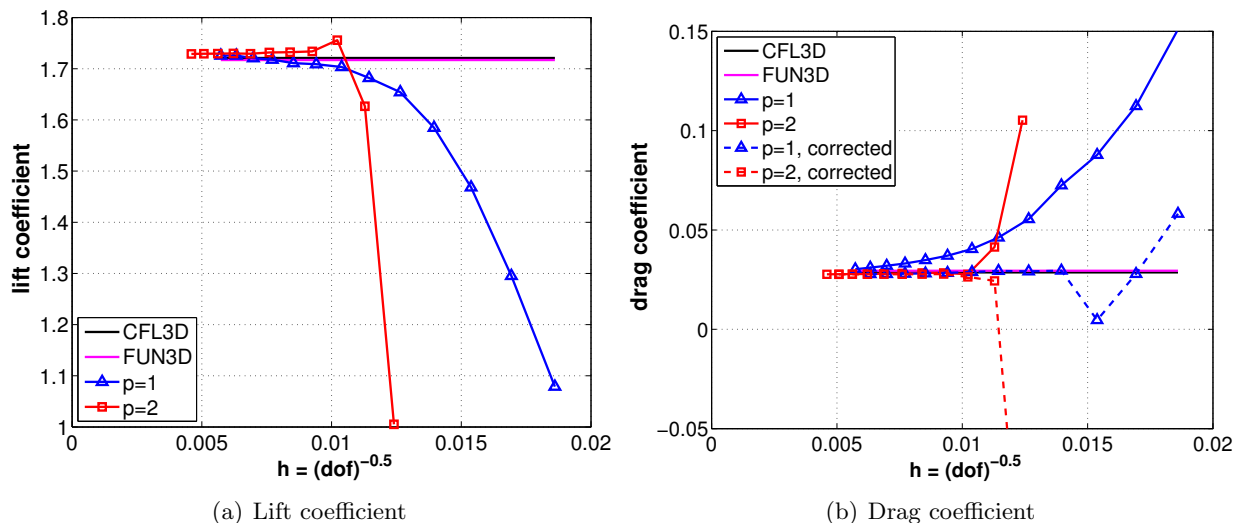 1.8
1.7
1.6
1.5
1.4
1.3
1.2
1.1
1
lift coefficient
CFL3D
FUN3D
p=1
p=2
0
0.005
0.01
0.015
0.02
h = (dof)^−0.5
(a) Lift coefficient
0.15
0.1
0.05
0
−0.05
drag coefficient
CFL3D
FUN3D
p=1
p=2
p=1, corrected
p=2, corrected
0
0.005
0.01
0.015
0.02
h = (dof)^−0.5
(b) Drag coefficient